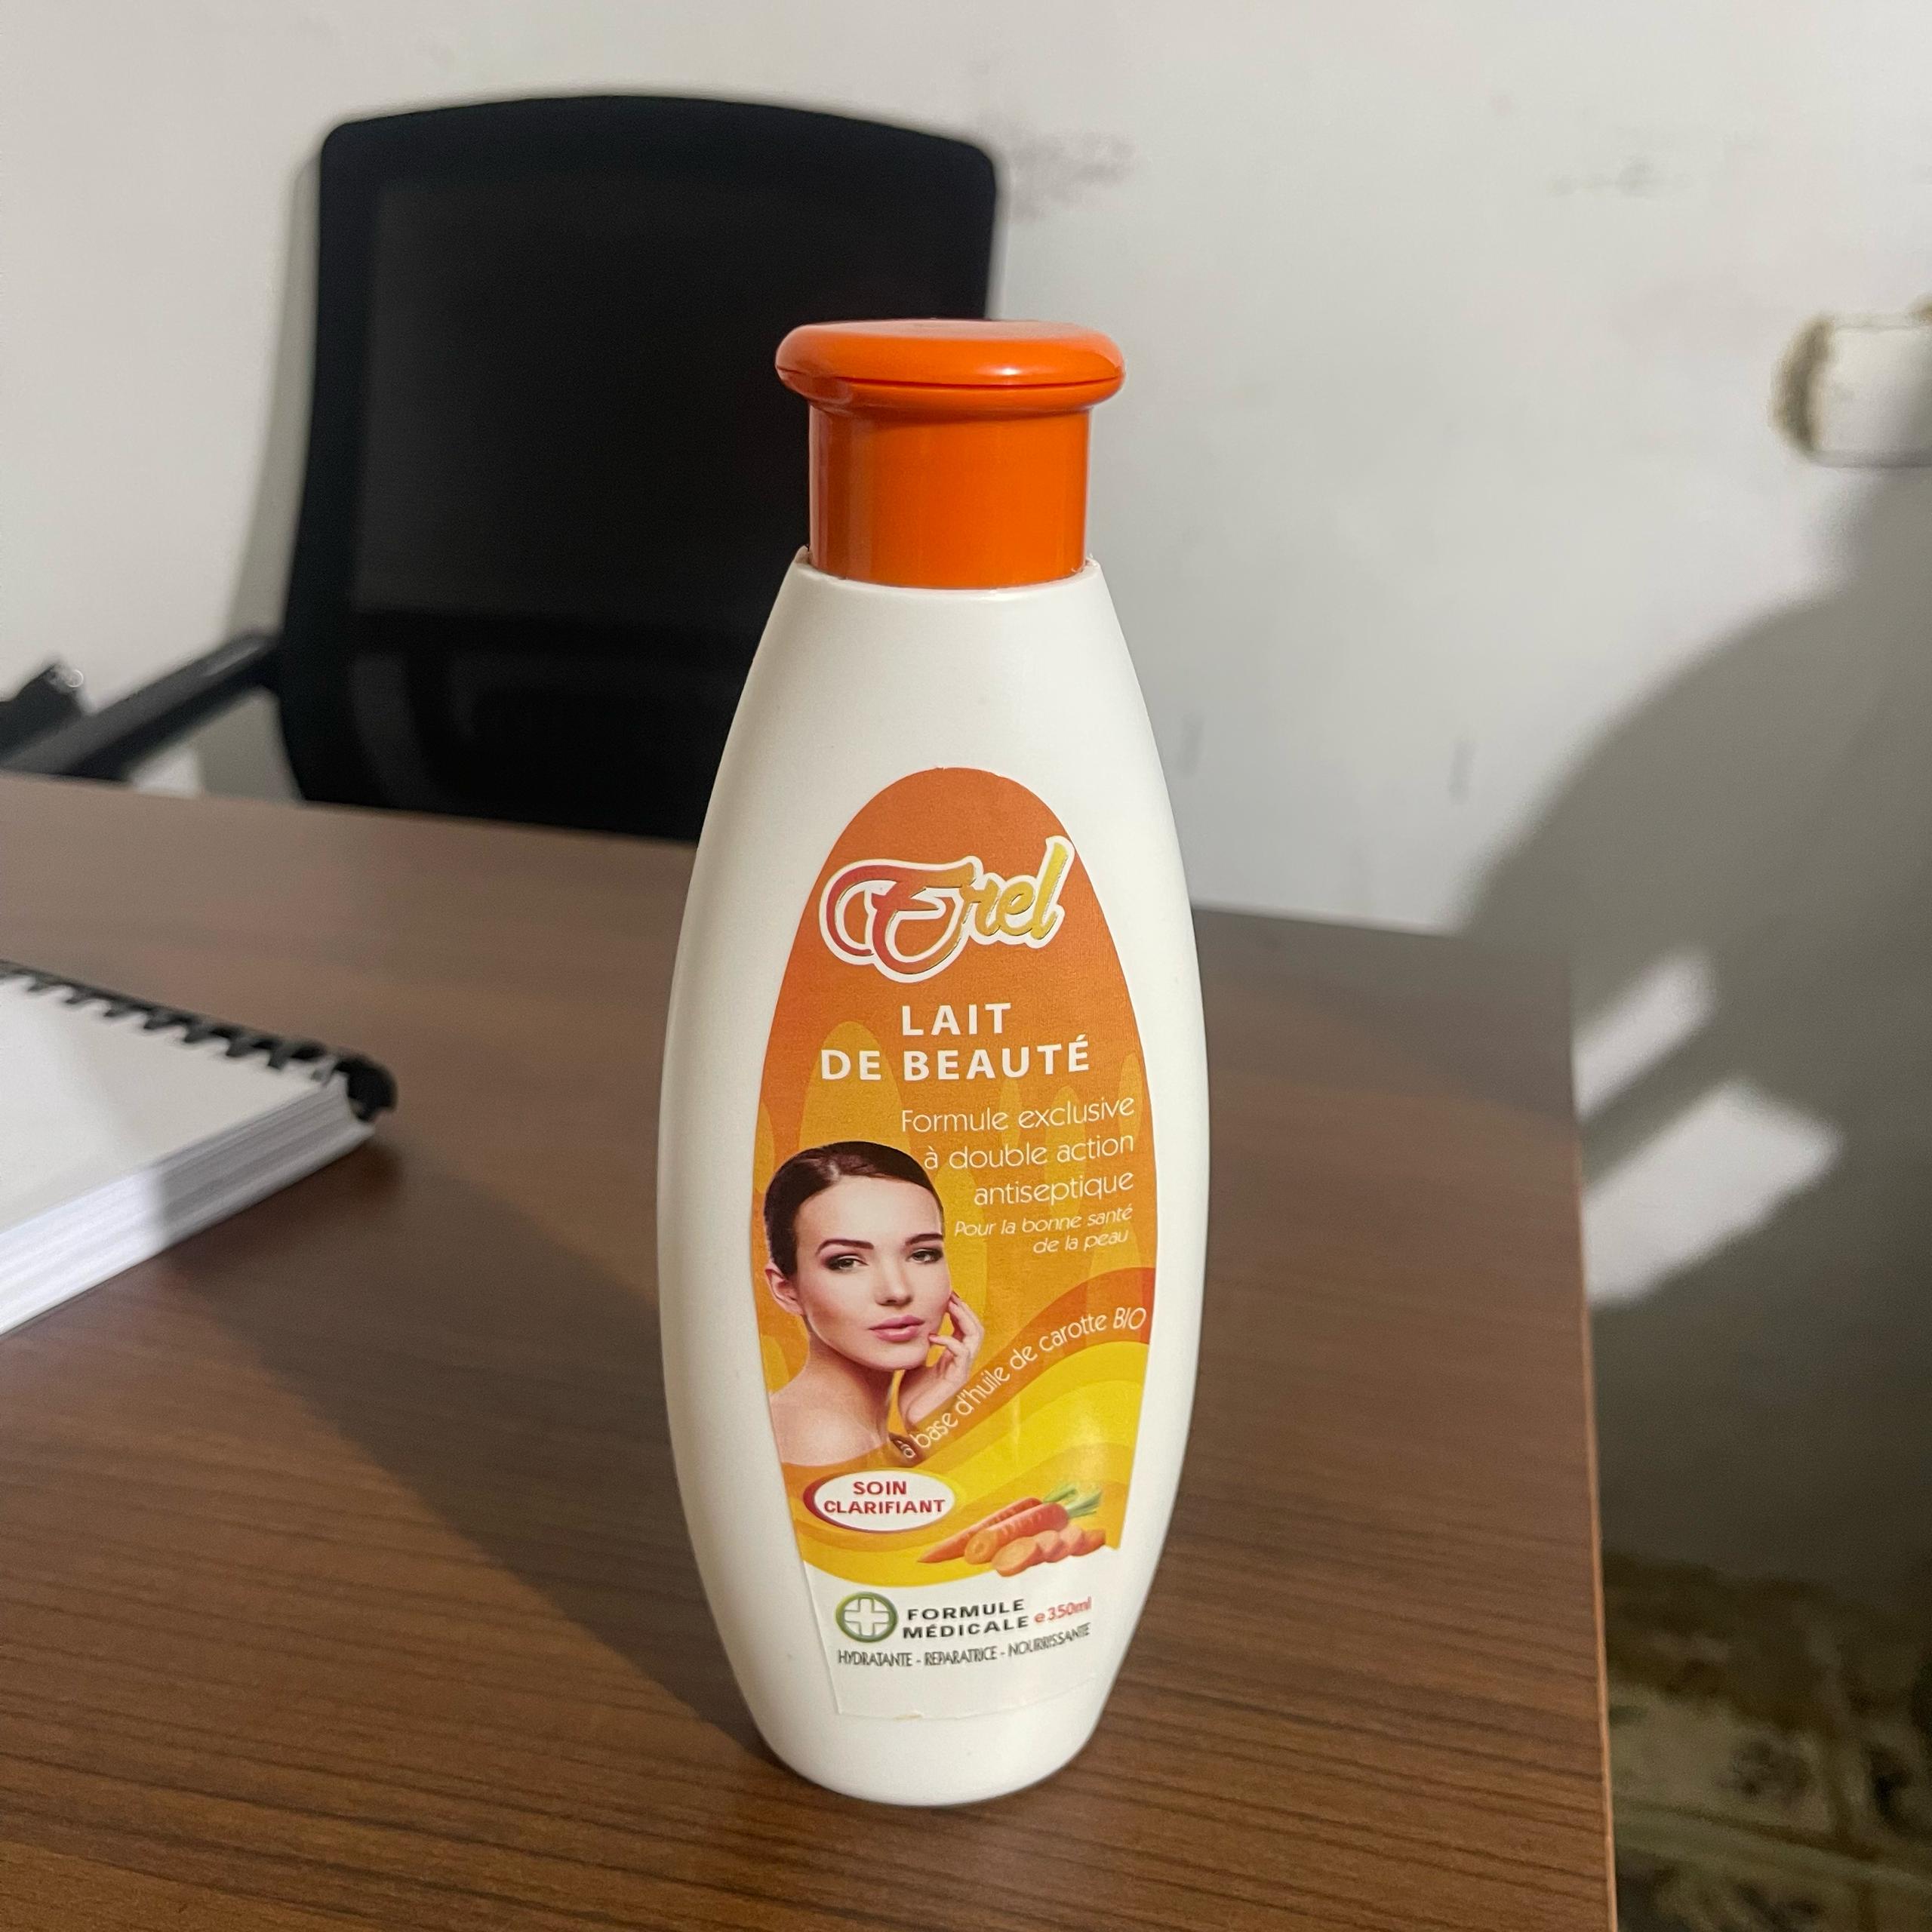 Erel
LAIT
DE BEAUTÉ
Formule exclusive
à double action
antiseptique
Pour la bonne santé
de la peau
à base d'huile de carotte BIO
SOIN
CLARIFIANT
FORMULE
MÉDICALE e 350ml
HYDRATANTE - REPARATRICE - NOURRISSANTE